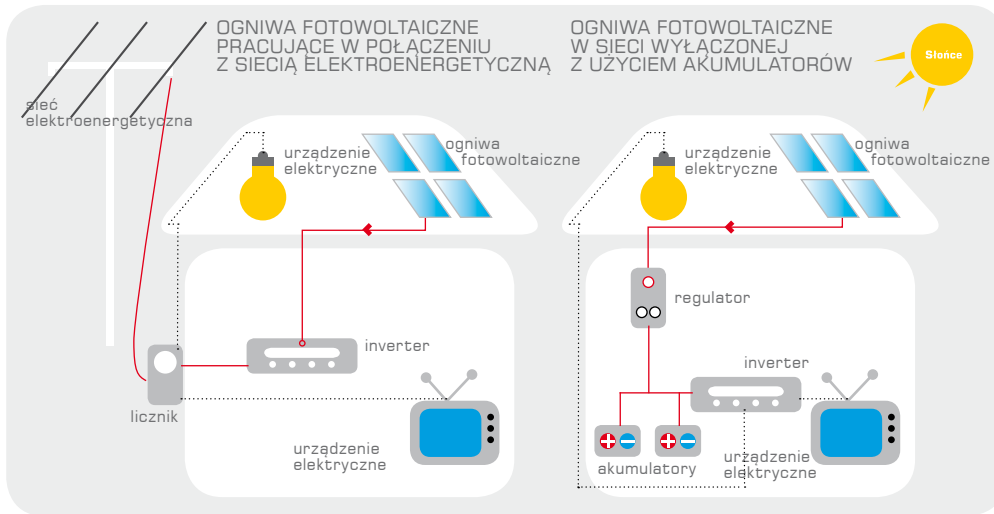 OGNIWA FOTOWOLTAICZNE
PRACUJĄCE W POŁĄCZENIU
Z SIECIĄ ELEKTROENERGETYCZNĄ
OGNIWA FOTOWOLTAICZNE
W SIECI WYŁĄCZONEJ
Z UŻYCIEM AKUMULATORÓW
Słońce
sieć
elektroenergetyczna
urządzenie
elektryczne
ogniwa
fotowoltaiczne
inverter
licznik
urządzenie
elektryczne
urządzenie
elektryczne
ogniwa
fotowoltaiczne
regulator
inverter
akumulatory
urządzenie
elektryczne